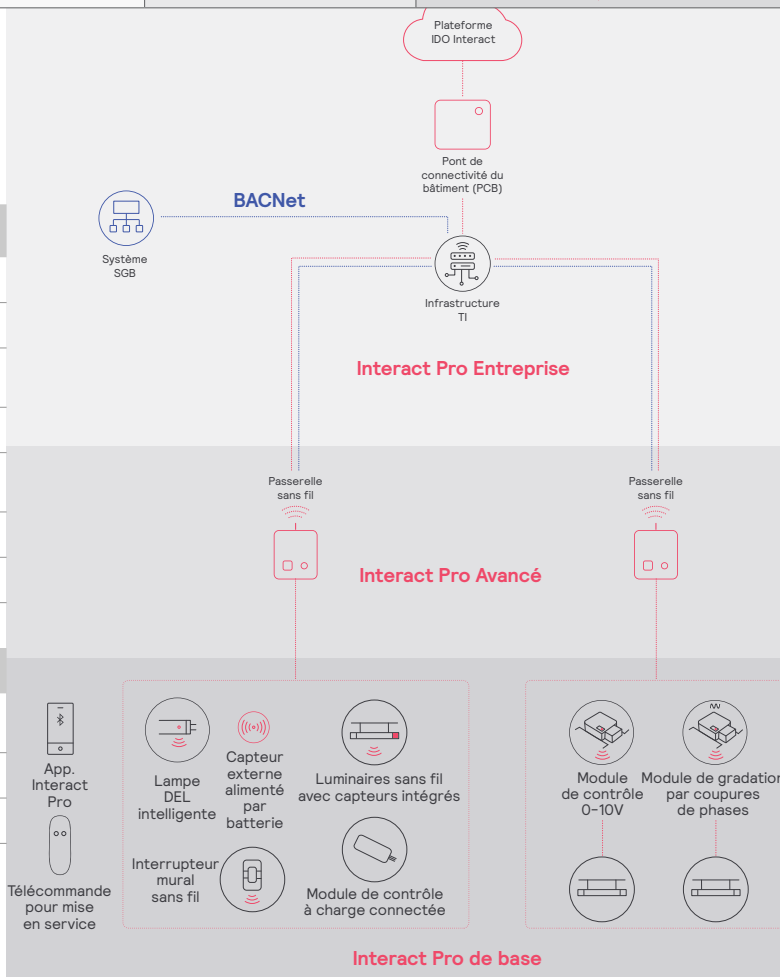 Plateforme
IDO Interact
Pont de
connectivité du
bâtiment (PCB)
BACNet
Système
SGB
Infrastructure
TI
Interact Pro Entreprise
Passerelle
sans fil
Passerelle
sans fil
Interact Pro Avancé
App.
Interact
Pro
Télécommande
pour mise
en service
Lampe
DEL
intelligente
Capteur
externe
alimenté
par
batterie
Luminaires sans fil
avec capteurs intégrés
Interrupteur
mural
sans fil
Module de contrôle
à charge connectée
Module
de contrôle
0-10V
Module de gradation
par coupures
de phases
Interact Pro de base